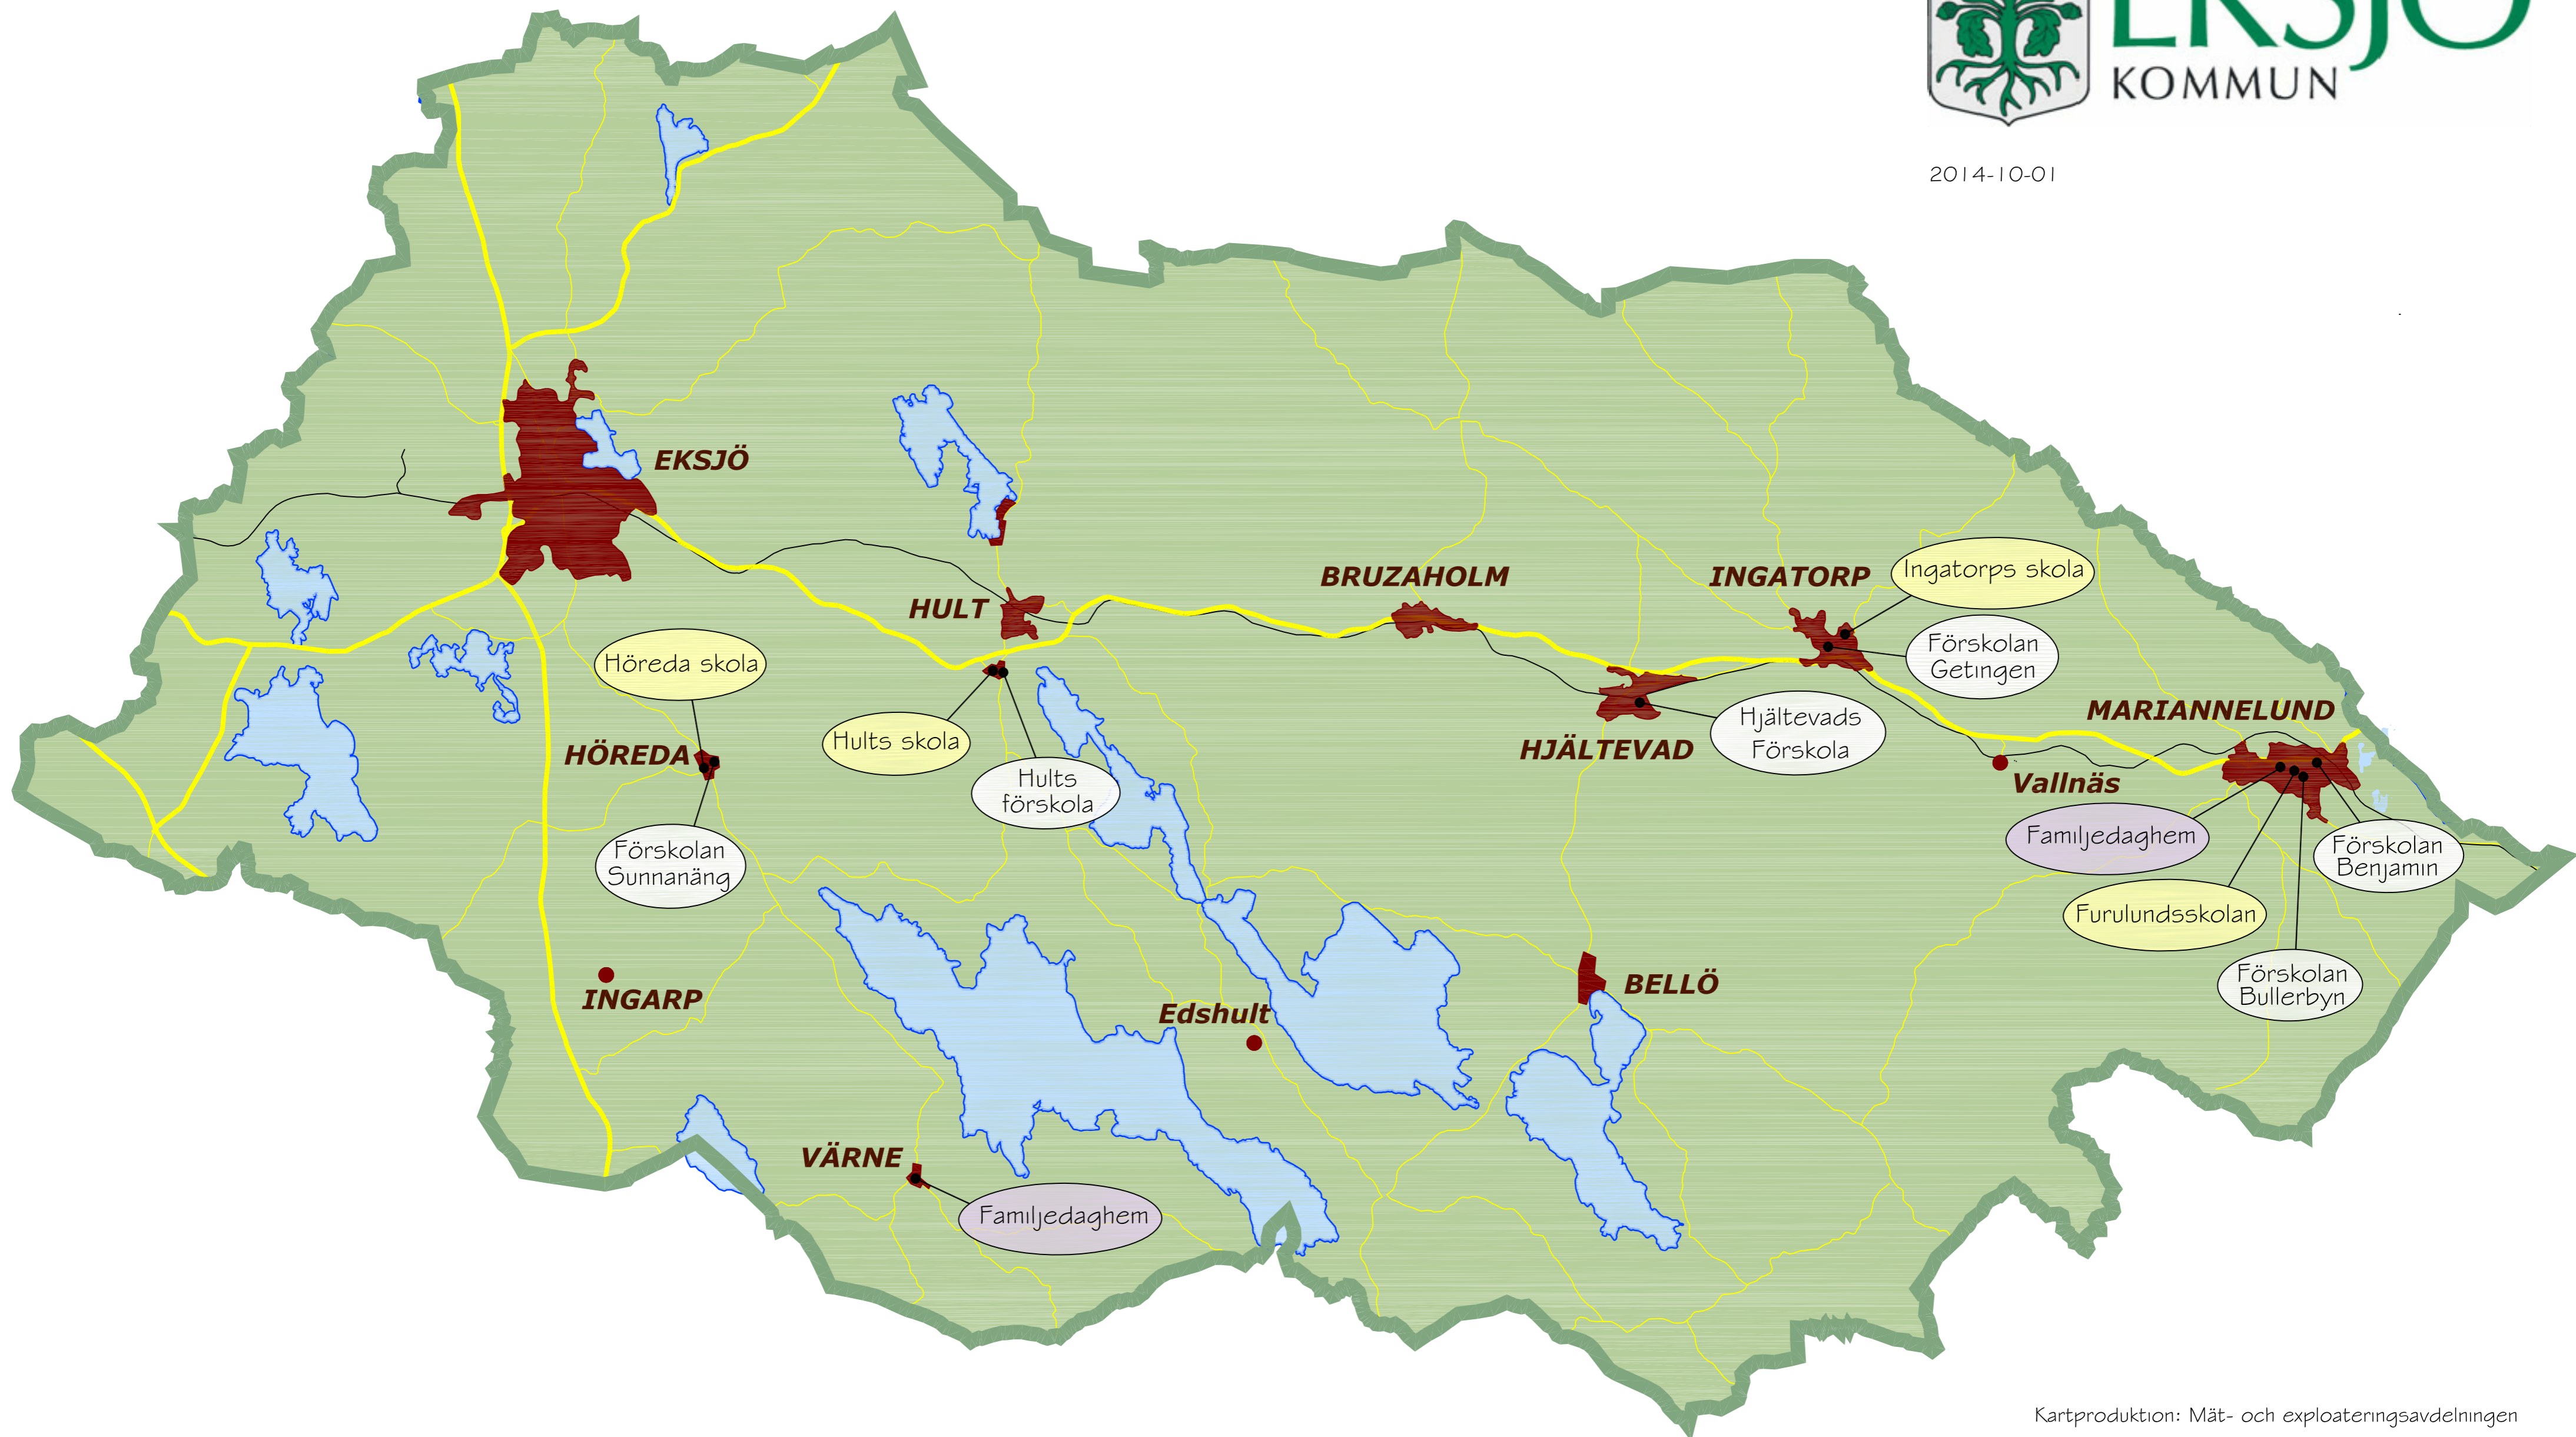 EKSJÖ
KOMMUN
2014-10-01
EKSJÖ
BRUZAHOLM
INGATORP
Ingatorps skola
HULT
Förskolan
Getingen
Höreda skola
Hults skola
Hjältevads
Förskola
MARIANNELUND
HÖREDA
HJÄLTEVAD
Hults
förskola
Vallnäs
Familjedaghem
Förskolan
Benjamin
Förskolan
Sunnanäng
Furulundsskolan
Förskolan
Bullerbyn
INGARP
Edshult
BELLÖ
VÄRNE
Familjedaghem
Kartproduktion: Mät- och exploateringsavdelningen